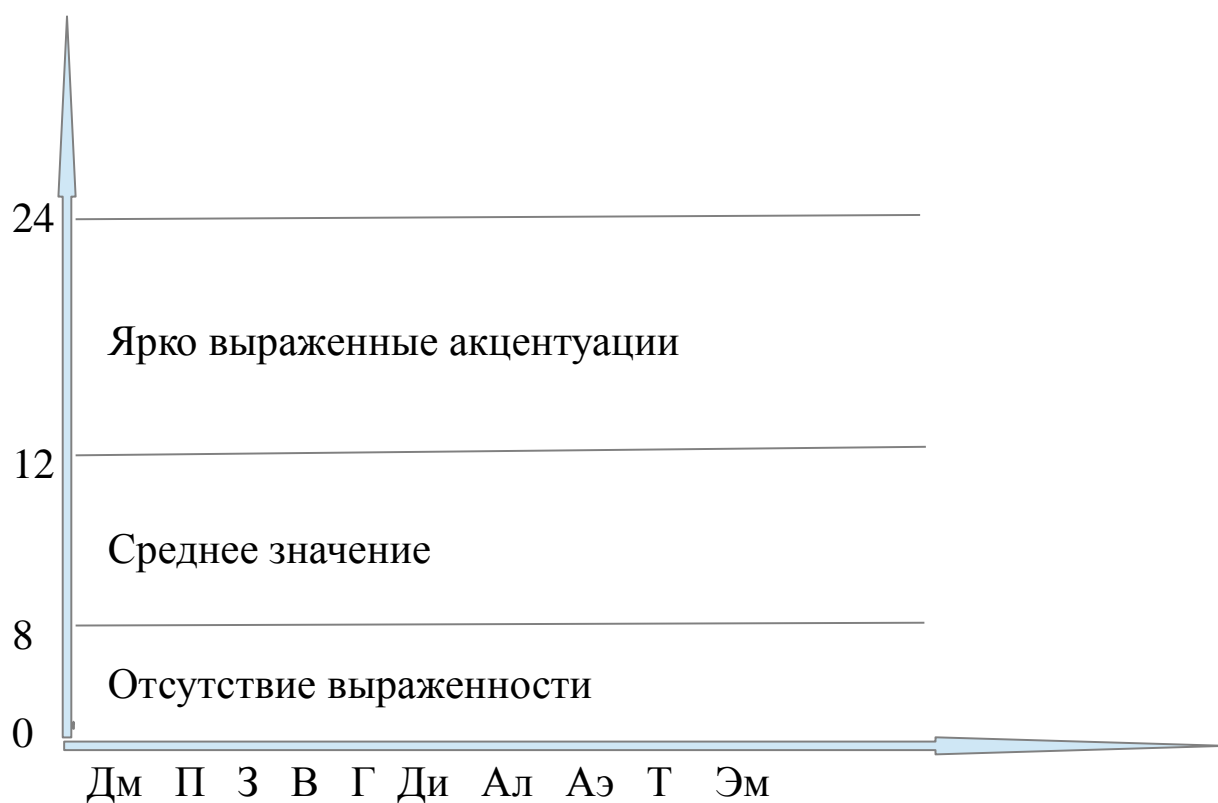 24
Ярко выраженные акцентуации
12
Среднее значение
8
Отсутствие выраженности
0
Дм П З В Г Ди Ал Аэ Т Эм